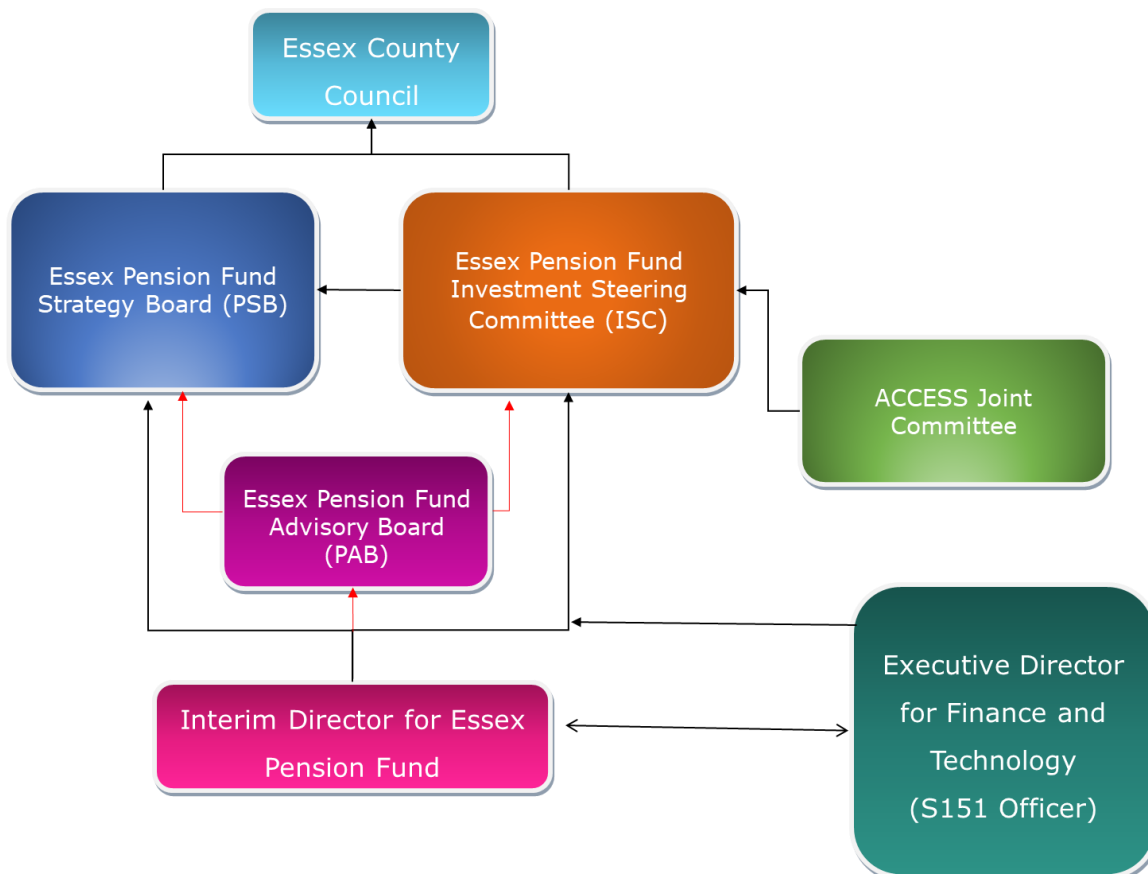 Essex County
Council
Essex Pension Fund
Strategy Board (PSB)
Essex Pension Fund
Investment Steering
Committee (ISC)
ACCESS Joint
Committee
Essex Pension Fund
Advisory Board
(PAB)
Interim Director for Essex
Pension Fund
Executive Director
for Finance and
Technology
(S151 Officer)